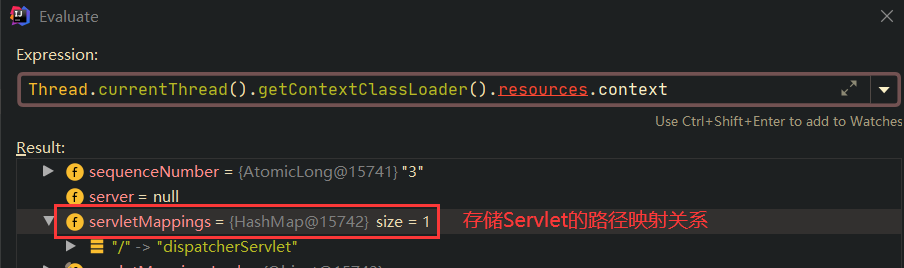 Evaluate
Expression:
Thread.currentThread().getContextClassLoader().resources.context
Use Ctrl+Shift+Enter to add to Watches
Result:
sequenceNumber = {AtomicLong@15741} "3"
server = null
servletMappings = {HashMap@15742} size = 1 存储Servlet的路径映射关系
"/" -> "dispatcherServlet"